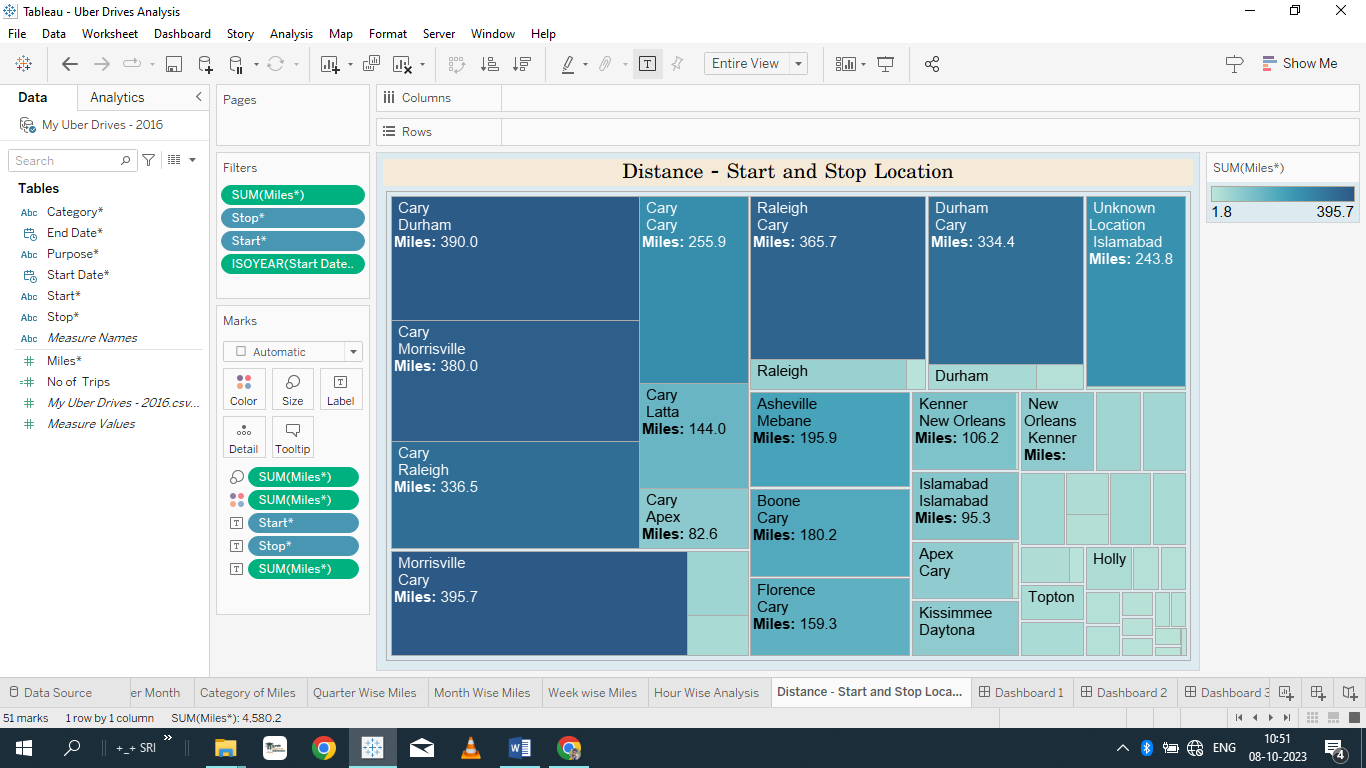 Tableau - Uber Drives Analysis
File Data Worksheet Dashboard Story Analysis Map Format Server Window Help
Entire View
Show Me
Data Analytics
My Uber Drives - 2016
Search
Tables
Abc Category*
End Date*
Abc Purpose*
Start Date*
Abc Start*
Abc Stop*
Abc Measure Names
# Miles*
=# No of Trips
# My Uber Drives - 2016.csv...
# Measure Values
Pages
Filters
SUM(Miles*)
Stop*
Start*
ISOYEAR(Start Date..
Marks
Automatic
Color Size Label
Detail Tooltip
SUM(Miles*)
SUM(Miles*)
Start*
Stop*
SUM(Miles*)
Columns
Rows
Distance - Start and Stop Location
Cary
Durham
Miles: 390.0
Cary
Morrisville
Miles: 380.0
Cary
Raleigh
Miles: 336.5
Morrisville
Cary
Miles: 395.7
Cary
Cary
Miles: 255.9
Cary
Latta
Miles: 144.0
Cary
Apex
Miles: 82.6
Raleigh
Cary
Miles: 365.7
Raleigh
Durham
Cary
Miles: 334.4
Durham
Unknown
Location
Islamabad
Miles: 243.8
Asheville
Mebane
Miles: 195.9
Boone
Cary
Miles: 180.2
Florence
Cary
Miles: 159.3
Kenner
New Orleans
Miles: 106.2
Islamabad
Islamabad
Miles: 95.3
Apex
Cary
Kissimmee
Daytona
New
Orleans
Kenner
Miles:
Holly
Topton
SUM(Miles*)
1.8 395.7
Data Source er Month Category of Miles Quarter Wise Miles Month Wise Miles Week wise Miles Hour Wise Analysis Distance - Start and Stop Loca... Dashboard 1 Dashboard 2 Dashboard 3
51 marks 1 row by 1 column SUM(Miles*): 4,580.2
+_+ SRI » ENG 10:51
08-10-2023
4